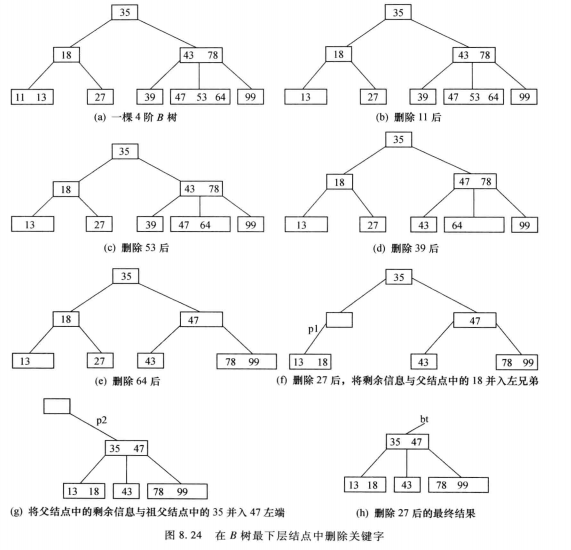 35 35
18 43 78 18 43 78
11 13 27 39 47 53 64 99 13 27 39 47 53 64 99
(a) 一棵 4 阶 B 树 (b) 删除 11 后
35 35
18 43 78 18 47 78
13 27 39 47 64 99 13 27 43 64 99
(c) 删除 53 后 (d) 删除 39 后
35 35
18 47 p1 47
13 27 43 78 99 13 18 43 78 99
(e) 删除 64 后 (f) 删除 27 后，将剩余信息与父结点中的 18 并入左兄弟
p2 bt
35 47 35 47
13 18 43 78 99 13 18 43 78 99
(g) 将父结点中的剩余信息与祖父结点中的 35 并入 47 左端 (h) 删除 27 后的最终结果
图 8.24 在 B 树最下层结点中删除关键字